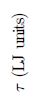 τ (LJ units)